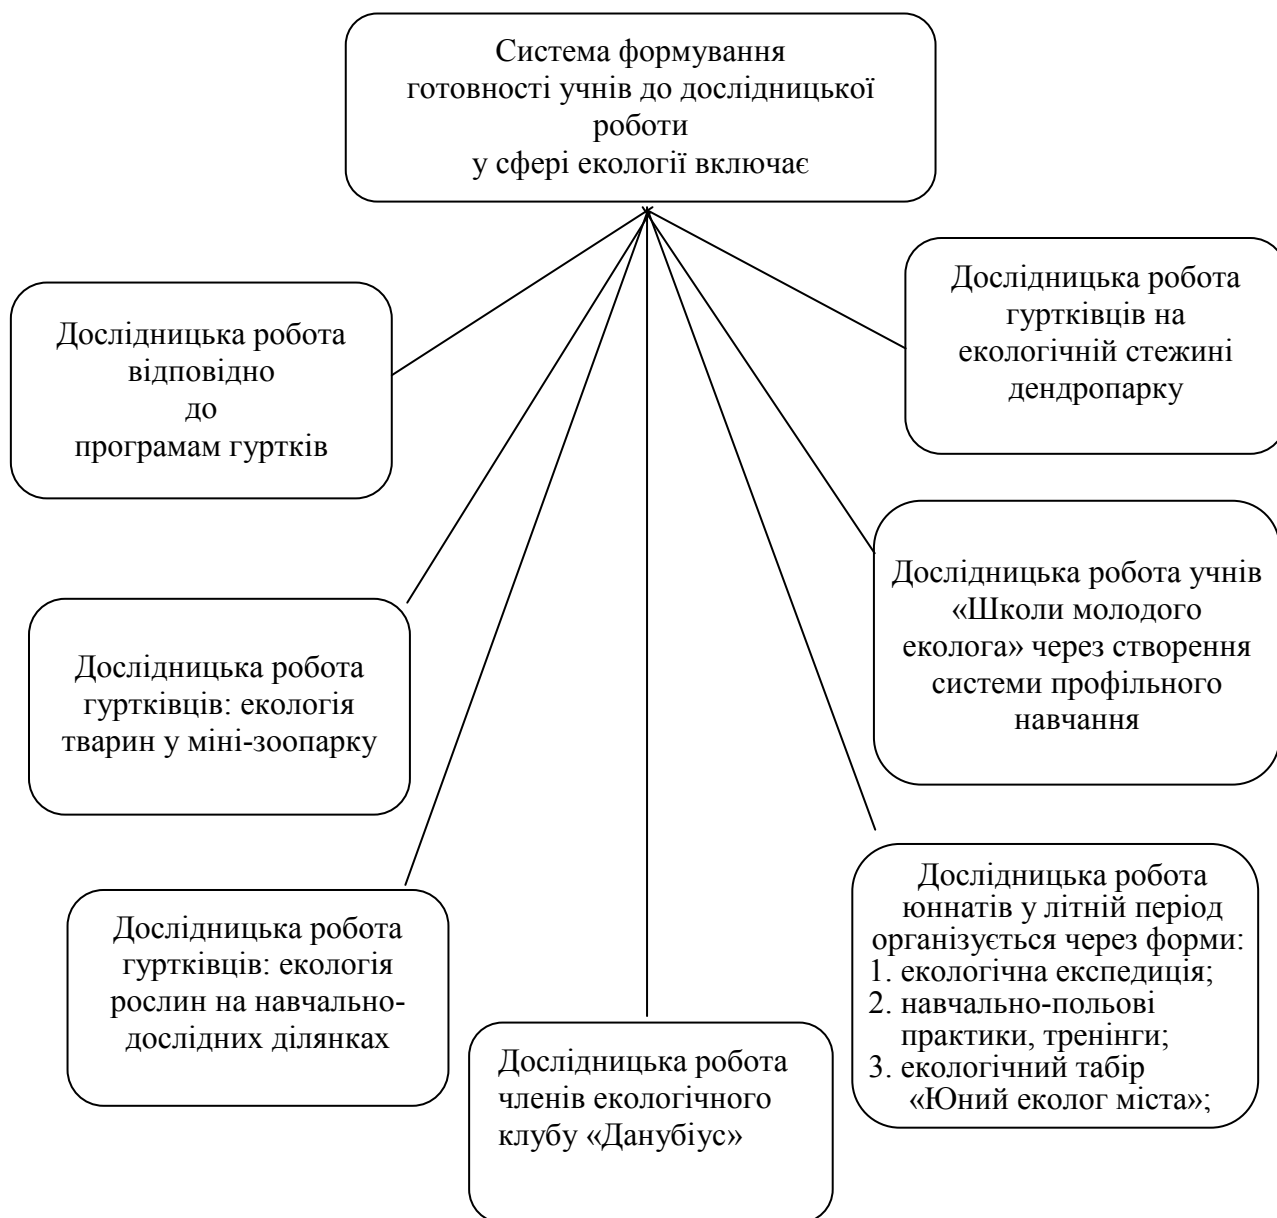 Система формування
готовності учнів до дослідницької
роботи
у сфері екології включає
Дослідницька робота
відповідно
до
програмам гуртків
Дослідницька робота
гуртківців на
екологічній стежині
дендропарку
Дослідницька робота учнів
«Школи молодого
еколога» через створення
системи профільного
навчання
Дослідницька робота
гуртківців: екологія
тварин у міні-зоопарку
Дослідницька робота
гуртківців: екологія
рослин на навчально-
дослідних ділянках
Дослідницька робота
членів екологічного
клубу «Данубіус»
Дослідницька робота
юннатів у літній період
організується через форми:
1. екологічна експедиція;
2. навчально-польові
практики, тренінги;
3. екологічний табір
«Юний еколог міста»;